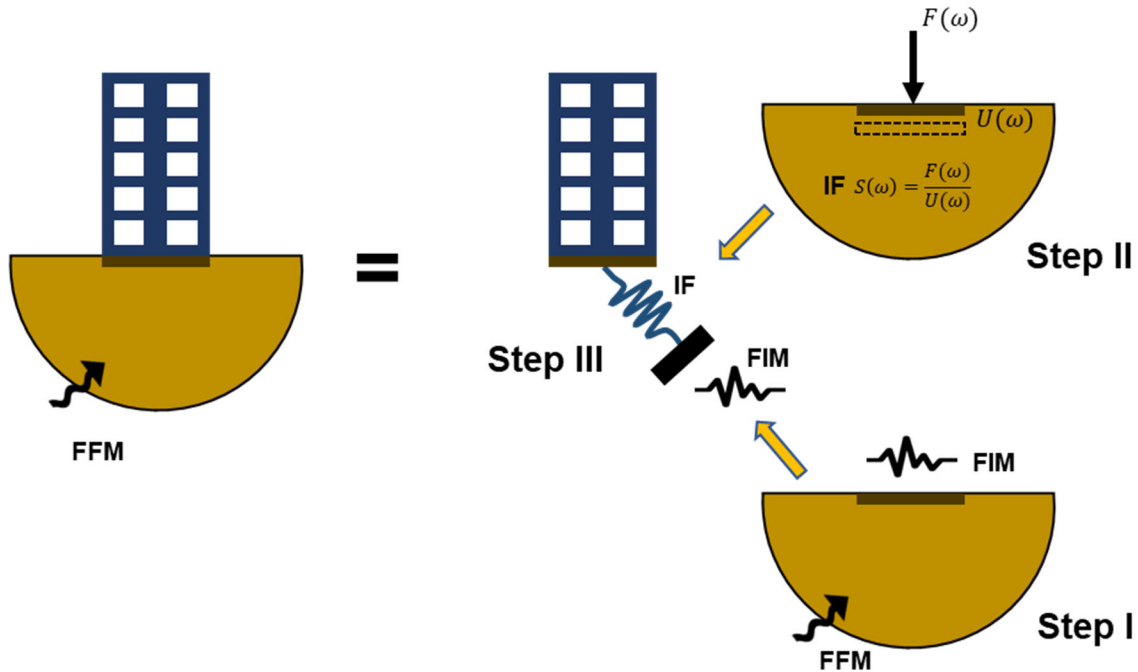 FFM
=
Step III
IF
FIM
F(ω)
U(ω)
IF S(ω) = F(ω)/U(ω)
Step II
FIM
Step I
FFM